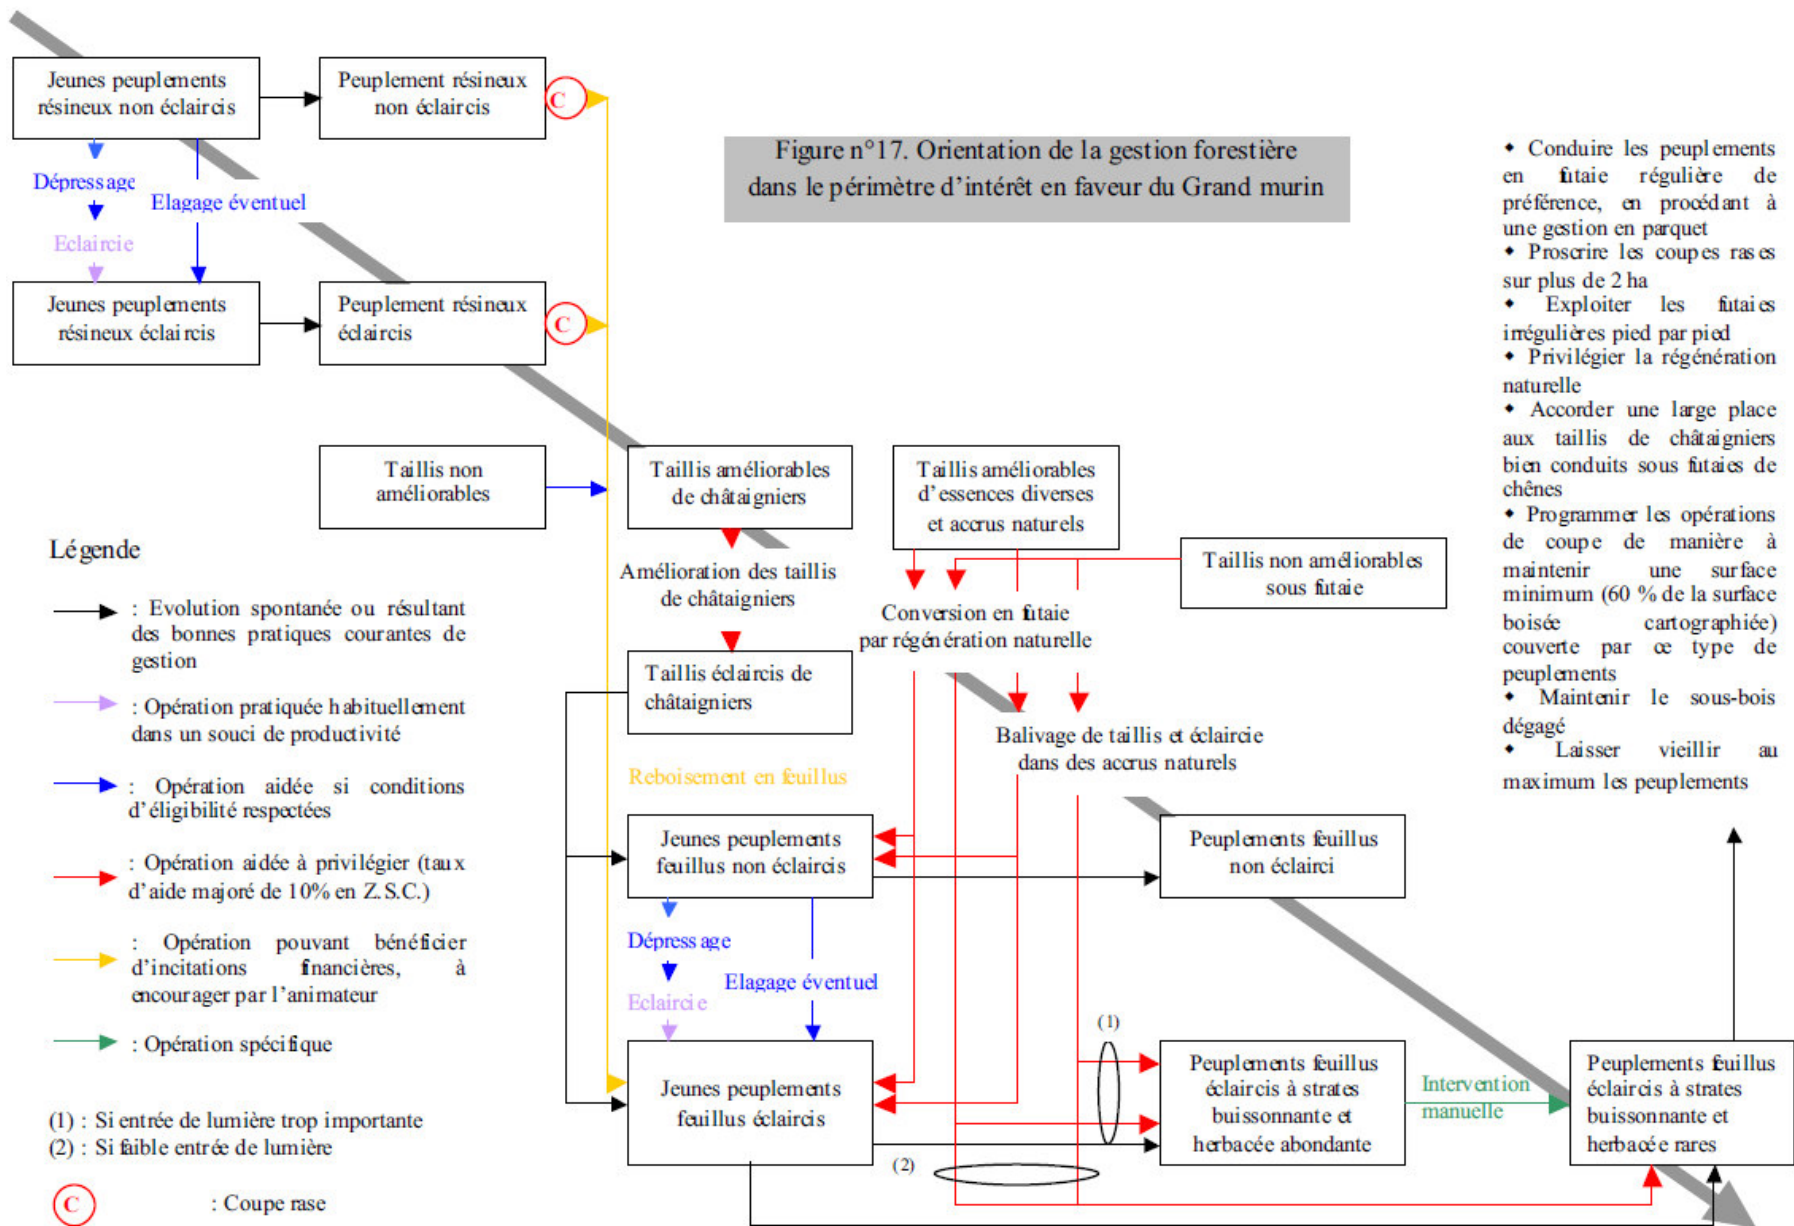 Jeunes peuplements
résineux non éclaircis
Peuplement résineux
non éclaircis
C
Dépressage
Elagage éventuel
Eclaircie
Jeunes peuplements
résineux éclaircis
Peuplement résineux
éclaircis
C
Figure n°17. Orientation de la gestion forestière
dans le périmètre d'intérêt en faveur du Grand murin
◆ Conduire les peuplements
en futaie régulière de
préférence, en procédant à
une gestion en parquet
◆ Proscrire les coupes rases
sur plus de 2 ha
◆ Exploiter les futaies
irrégulières pied par pied
◆ Privilégier la régénération
naturelle
◆ Accorder une large place
aux taillis de châtaigniers
bien conduits sous futaies de
chênes
◆ Programmer les opérations
de coupe de manière à
maintenir une surface
minimum (60 % de la surface
boisée cartographiée)
couverte par ce type de
peuplements
◆ Maintenir le sous-bois
dégagé
◆ Laisser vieillir au
maximum les peuplements
Taillis non
améliorables
Taillis améliorables
de châtaigniers
Taillis améliorables
d'essences diverses
et accrus naturels
Taillis non améliorables
sous futaie
Amélioration des taillis
de châtaigniers
Conversion en futaie
par régénération naturelle
Taillis éclaircis de
châtaigniers
Balivage de taillis et éclaircie
dans des accrus naturels
Reboisement en feuillus
Jeunes peuplements
feuillus non éclaircis
Peuplements feuillus
non éclairci
Dépressage
Elagage éventuel
Eclaircie
Jeunes peuplements
feuillus éclaircis
(1)
(2)
Peuplements feuillus
éclaircis à strates
buissonnante et
herbacée abondante
Intervention
manuelle
Peuplements feuillus
éclaircis à strates
buissonnante et
herbacée rares
Légende
: Evolution spontanée ou résultant
des bonnes pratiques courantes de
gestion
: Opération pratiquée habituellement
dans un souci de productivité
: Opération aidée si conditions
d'éligibilité respectées
: Opération aidée à privilégier (taux
d'aide majoré de 10% en Z.S.C.)
: Opération pouvant bénéficier
d'incitations financières, à
encourager par l'animateur
: Opération spécifique
(1) : Si entrée de lumière trop importante
(2) : Si faible entrée de lumière
C : Coupe rase